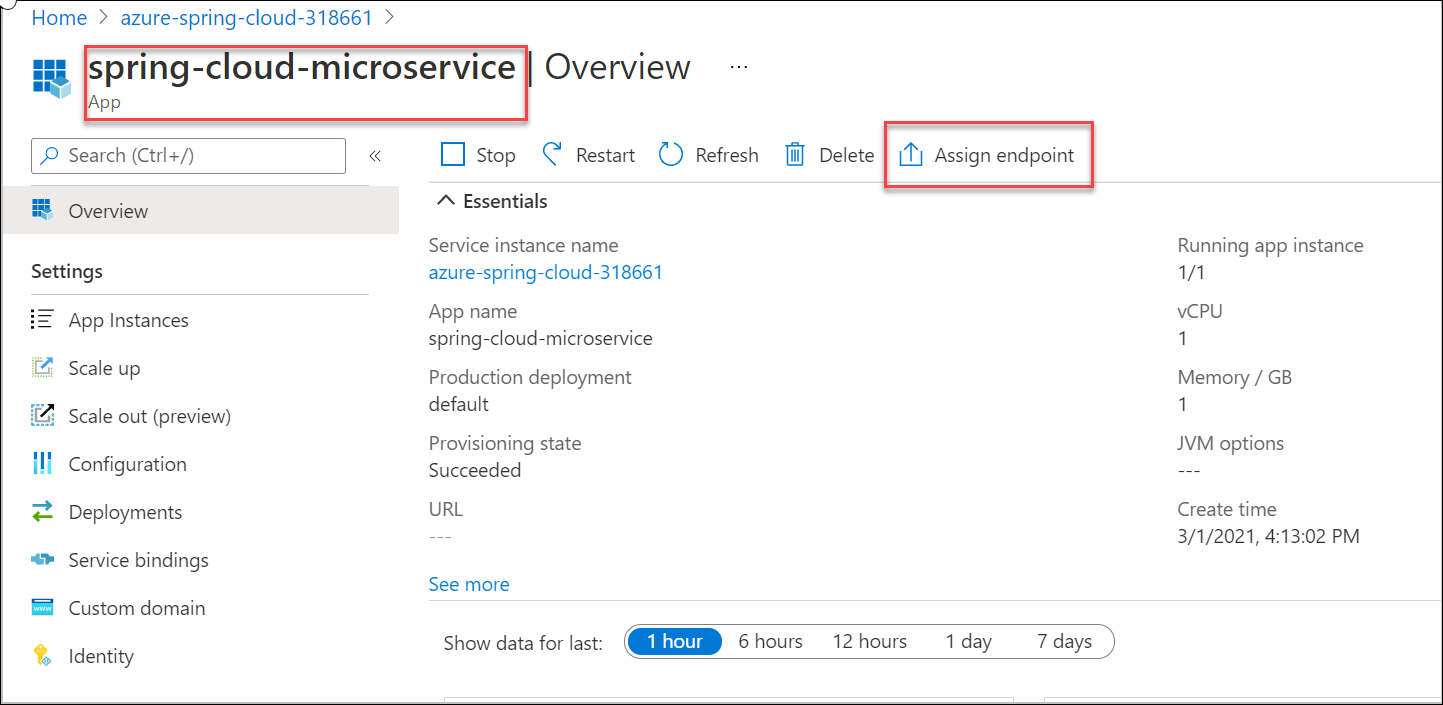 Home > azure-spring-cloud-318661 >
spring-cloud-microservice | Overview ...
App
Search (Ctrl+/) «
Stop Restart Refresh Delete Assign endpoint
Overview
Settings
App Instances
Scale up
Scale out (preview)
Configuration
Deployments
Service bindings
Custom domain
Identity
Essentials
Service instance name
azure-spring-cloud-318661
App name
spring-cloud-microservice
Production deployment
default
Provisioning state
Succeeded
URL
---
See more
Running app instance
1/1
vCPU
1
Memory / GB
1
JVM options
---
Create time
3/1/2021, 4:13:02 PM
Show data for last: 1 hour 6 hours 12 hours 1 day 7 days